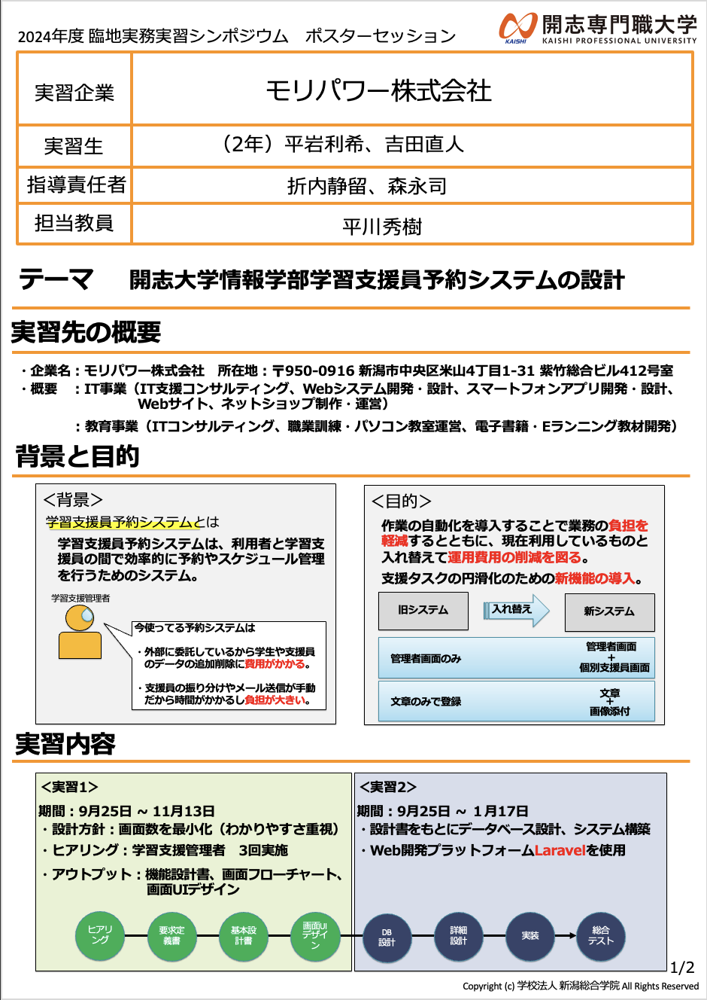 2024年度 臨地実務実習シンポジウム　ポスターセッション
KAISHI
開志専門職大学
KAISHI PROFESSIONAL UNIVERSITY
実習企業
モリパワー株式会社
実習生
（2年）平岩利希、吉田直人
指導責任者
折内静留、森永司
担当教員
平川秀樹
テーマ　開志大学情報学部学習支援員予約システムの設計
実習先の概要
・企業名：モリパワー株式会社　所在地：〒950-0916 新潟市中央区米山4丁目1-31 紫竹総合ビル412号室
・概要　：IT事業（IT支援コンサルティング、Webシステム開発・設計、スマートフォンアプリ開発・設計、
Webサイト、ネットショップ制作・運営）
：教育事業（ITコンサルティング、職業訓練・パソコン教室運営、電子書籍・Eランニング教材開発）
背景と目的
＜背景＞
学習支援員予約システムとは
学習支援員予約システムは、利用者と学習支
援員の間で効率的に予約やスケジュール管理
を行うためのシステム。
学習支援管理者
今使ってる予約システムは
・外部に委託しているから学生や支援員
のデータの追加削除に費用がかかる。
・支援員の振り分けやメール送信が手動
だから時間がかかるし負担が大きい。
＜目的＞
作業の自動化を導入することで業務の負担を
軽減するとともに、現在利用しているものと
入れ替えて運用費用の削減を図る。
支援タスクの円滑化のための新機能の導入。
旧システム
入れ替え
新システム
管理者画面のみ
管理者画面
+
個別支援員画面
文章のみで登録
文章
+
画像添付
実習内容
＜実習1＞
期間：9月25日 ~ 11月13日
・設計方針：画面数を最小化（わかりやすさ重視）
・ヒアリング：学習支援管理者　3回実施
・アウトプット：機能設計書、画面フローチャート、
画面UIデザイン
ヒアリ
ング
要求定
義書
基本設
計書
画面UI
デザイ
ン
＜実習2＞
期間：9月25日 ~ １月17日
・設計書をもとにデータベース設計、システム構築
・Web開発プラットフォームLaravelを使用
DB
設計
詳細
設計
実装
総合
テスト
1/2
Copyright (c) 学校法人 新潟総合学院 All Rights Reserved